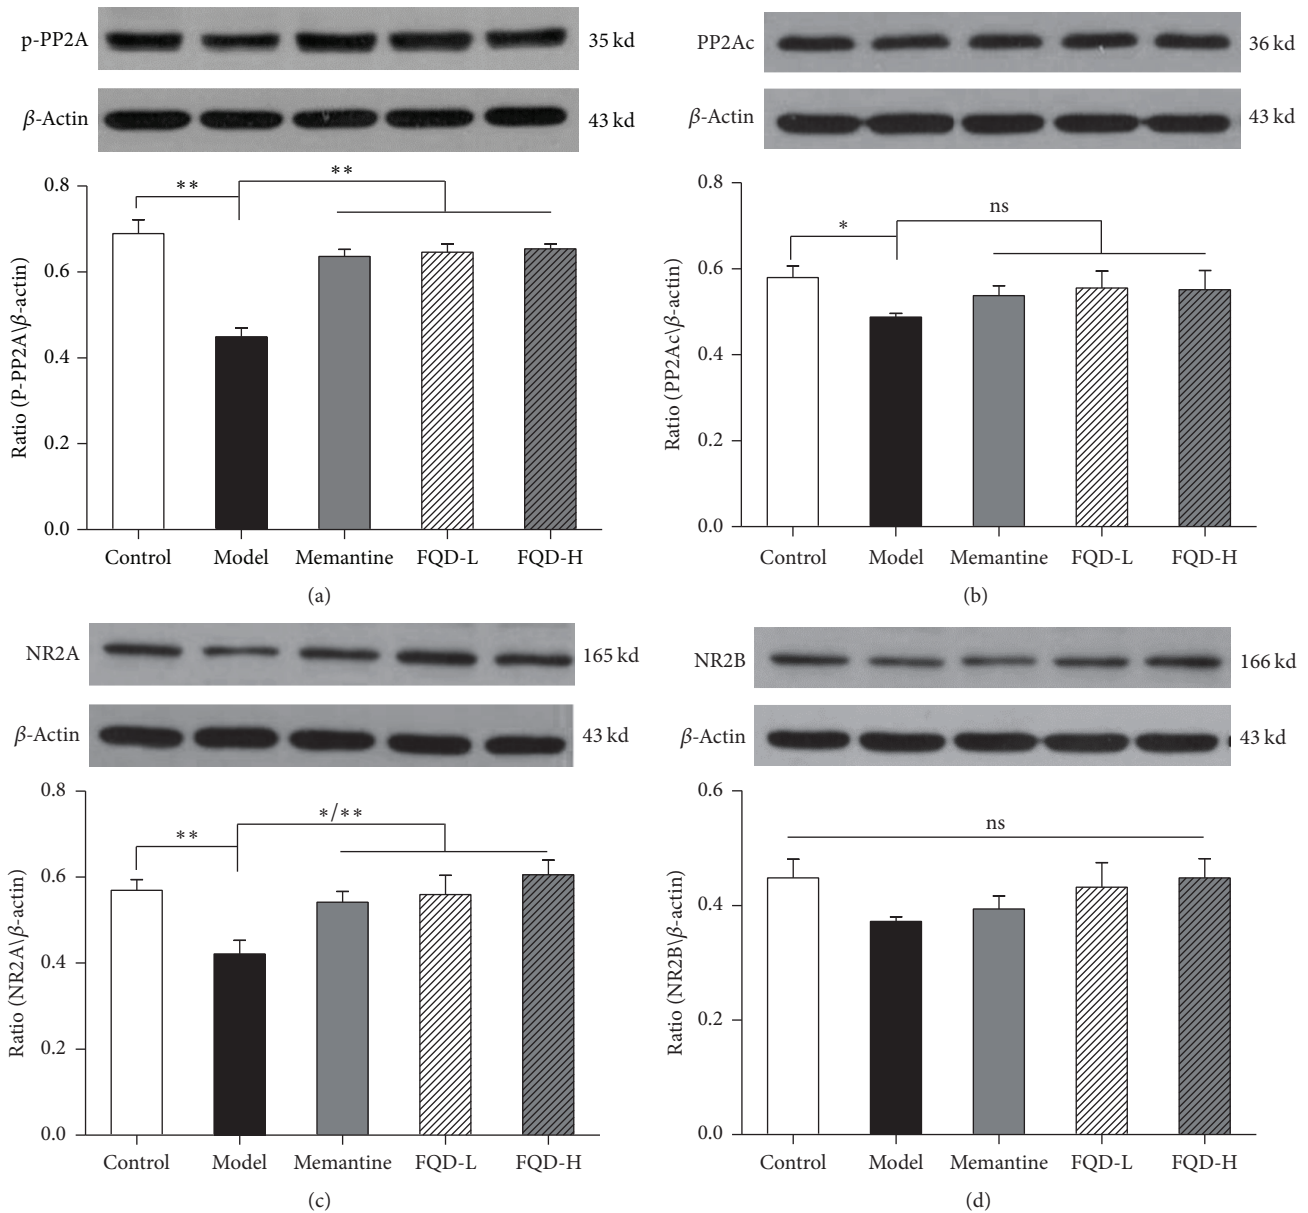 p-PP2A
35 kd
β-Actin
43 kd
** **
0.8
0.6
0.4
0.2
0.0
Ratio (P-PP2A\β-actin)
Control Model Memantine FQD-L FQD-H
(a)
PP2Ac
36 kd
β-Actin
43 kd
* ns
0.8
0.6
0.4
0.2
0.0
Ratio (PP2Ac\β-actin)
Control Model Memantine FQD-L FQD-H
(b)
NR2A
165 kd
β-Actin
43 kd
** */**
0.8
0.6
0.4
0.2
0.0
Ratio (NR2A\β-actin)
Control Model Memantine FQD-L FQD-H
(c)
NR2B
166 kd
β-Actin
43 kd
ns
0.6
0.4
0.2
0.0
Ratio (NR2B\β-actin)
Control Model Memantine FQD-L FQD-H
(d)